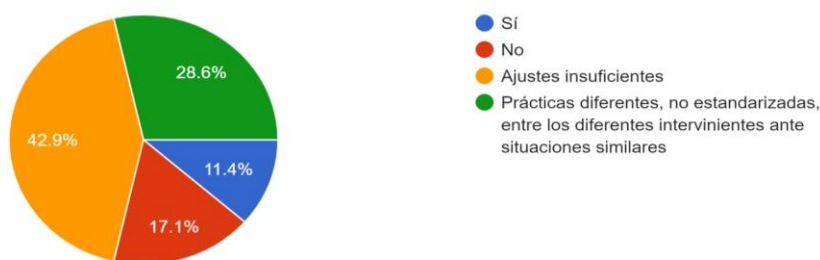 28.6%
42.9%
11.4%
17.1%
Sí
No
Ajustes insuficientes
Prácticas diferentes, no estandarizadas,
entre los diferentes intervinientes ante
situaciones similares